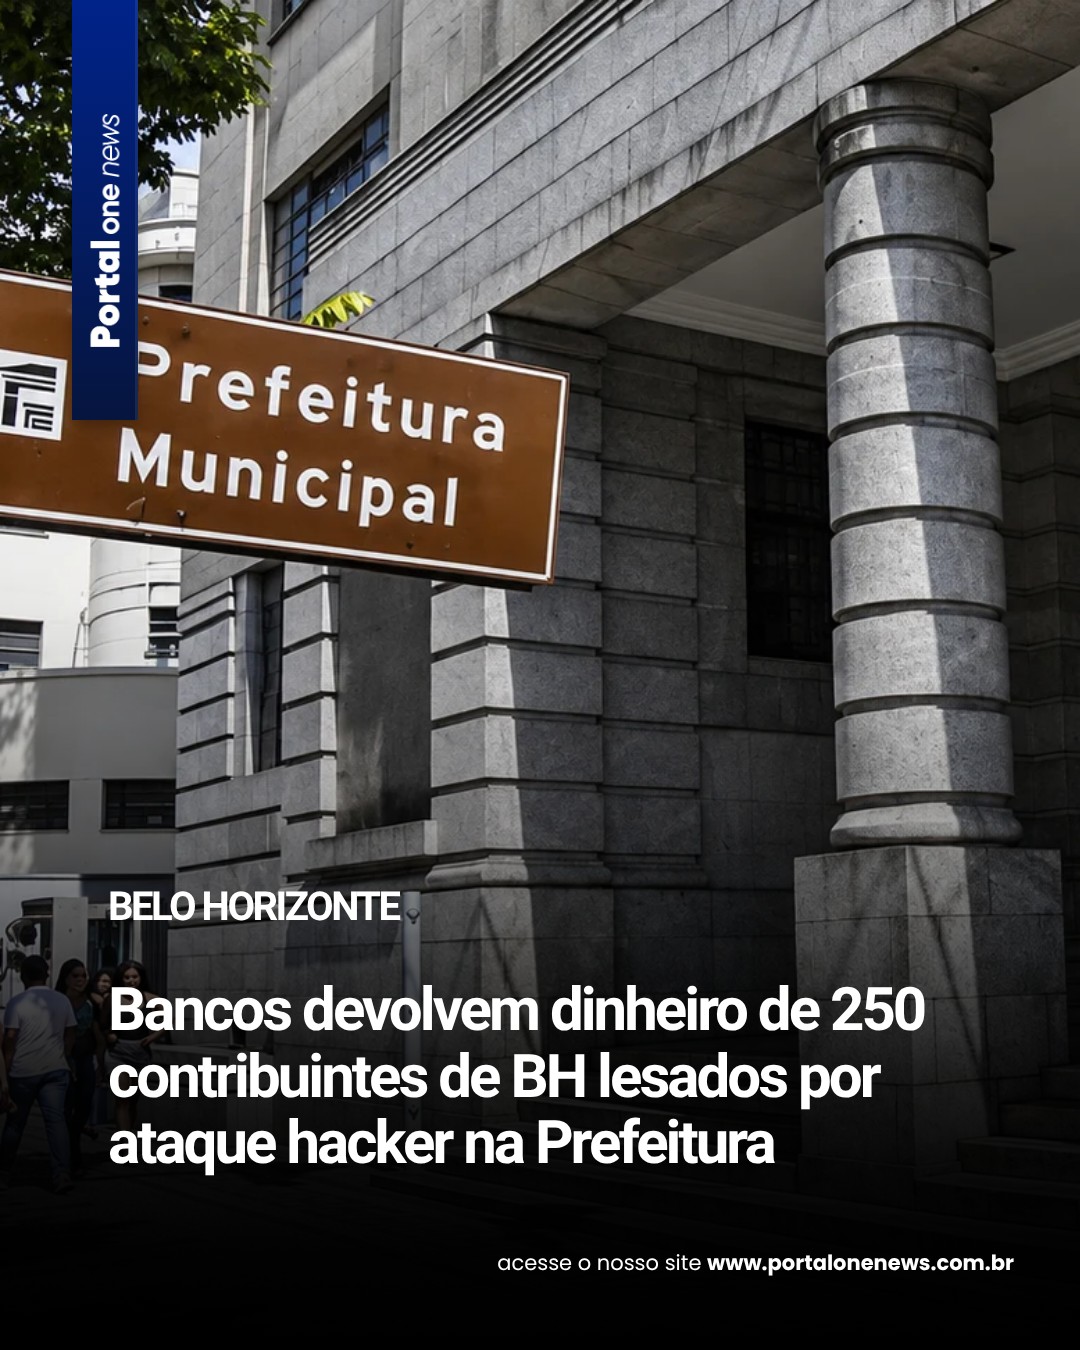 Portal one news
Prefeitura
Municipal
BELO HORIZONTE
Bancos devolvem dinheiro de 250
contribuintes de BH lesados por
ataque hacker na Prefeitura
acesse o nosso site www.portalonenews.com.br